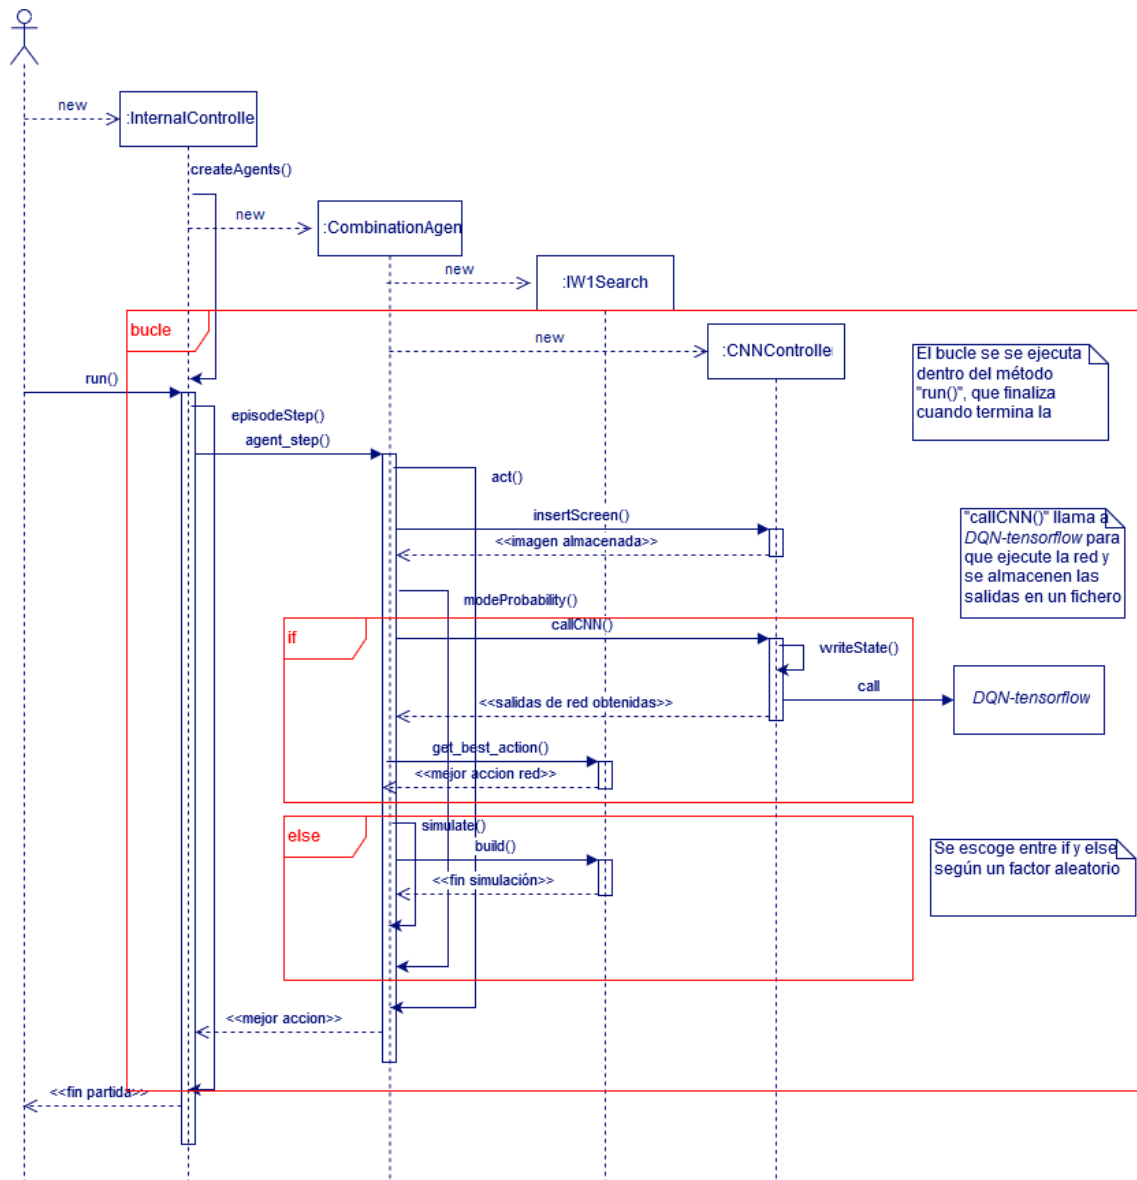 new
:InternalControlle
createAgents()
new
:CombinationAgen
new
:IW1Search
bucle
new
:CNNControlle
El bucle se se ejecuta
dentro del método
"run()", que finaliza
cuando termina la
run()
episodeStep()
agent_step()
act()
insertScreen()
<<imagen almacenada>>
"callCNN()" llama a
DQN-tensorflow para
que ejecute la red y
se almacenen las
salidas en un fichero
modeProbability()
if
callCNN()
writeState()
call
DQN-tensorflow
<<salidas de red obtenidas>>
get_best_action()
<<mejor accion red>>
else
simulate()
build()
<<fin simulación>>
Se escoge entre if y else
según un factor aleatorio
<<mejor accion>>
<<fin partida>>